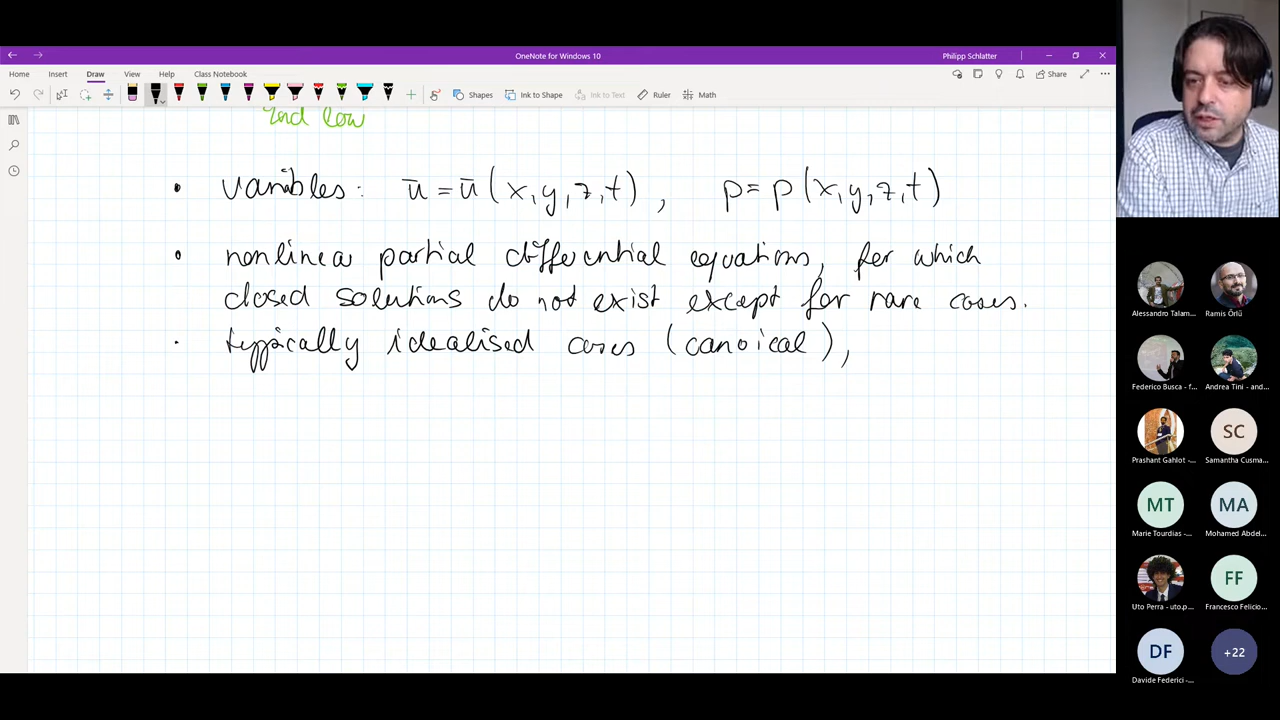 OneNote for Windows 10
Philipp Schlatter
Home Insert Draw View Help Class Notebook
Share
Shapes Ink to Shape Ink to Text Ruler Math
2nd law
• variables: ū = ū (x,y,z,t) , p = p (x,y,z,t)
• nonlinear partial differential equations, for which
closed solutions do not exist except for rare cases.
• typically idealised cases (canoical),
Alessandro Talam...
Ramis Örlü
Federico Busca - f...
Andrea Tini - and...
Prashant Gahlot -...
SC
Samantha Cusma...
MT
Marie Tourdias -...
MA
Mohamed Abdel...
Uto Perra - uto.p...
FF
Francesco Felicio...
DF
Davide Federici -...
+22